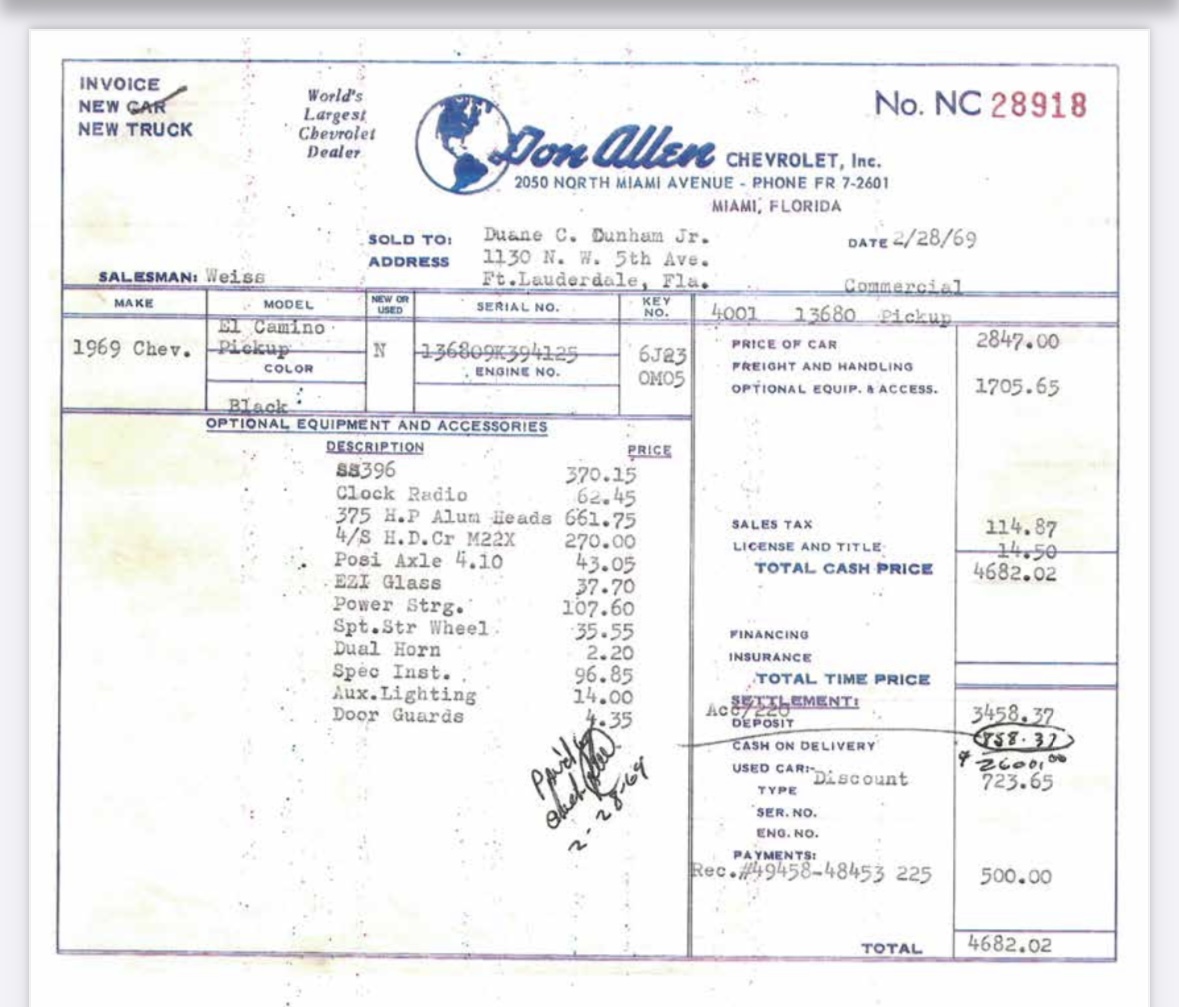 INVOICE
NEW CAR
NEW TRUCK
World's
Largest
Chevrolet
Dealer
No. NC 28918
Don Allen CHEVROLET, Inc.
2050 NORTH MIAMI AVENUE - PHONE FR 7-2601
MIAMI, FLORIDA
SOLD TO: Duane C. Dunham Jr.
DATE 2/28/69
ADDRESS 1130 N. W. 5th Ave.
Ft.Lauderdale, Fla.
SALESMAN: Weiss
Commercial
MAKE MODEL NEW OR USED SERIAL NO. KEY NO.
4001 13680 Pickup
1969 Chev. El Camino Pickup N 136809K394125 6J23
COLOR ENGINE NO. 0M05
Black
PRICE OF CAR 2847.00
FREIGHT AND HANDLING
OPTIONAL EQUIP. & ACCESS. 1705.65
OPTIONAL EQUIPMENT AND ACCESSORIES
DESCRIPTION PRICE
SS396 370.15
Clock Radio 62.45
375 H.P Alum Heads 661.75
4/S H.D.Cr M22X 270.00
Posi Axle 4.10 43.05
EZI Glass 37.70
Power Strg. 107.60
Spt.Str Wheel 35.55
Dual Horn 2.20
Spec Inst. 96.85
Aux.Lighting 14.00
Door Guards 4.35
2-28-69
SALES TAX 114.87
LICENSE AND TITLE 14.50
TOTAL CASH PRICE 4682.02
FINANCING
INSURANCE
TOTAL TIME PRICE
SETTLEMENT:
Acc/220
DEPOSIT 3458.37
858.37
CASH ON DELIVERY
$2600.00
USED CAR:- Discount 723.65
TYPE
SER. NO.
ENG. NO.
PAYMENTS:
Rec.#49458-48453 225 500.00
TOTAL 4682.02